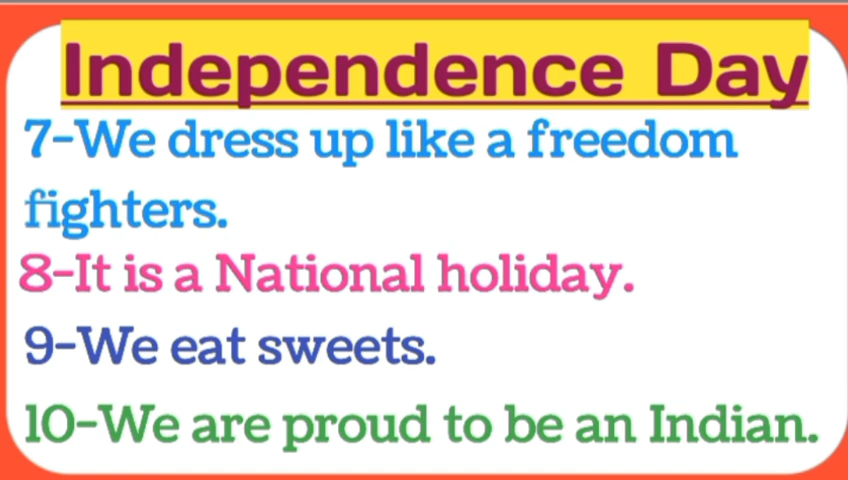 Independence Day
7-We dress up like a freedom
fighters.
8-It is a National holiday.
9-We eat sweets.
10-We are proud to be an Indian.